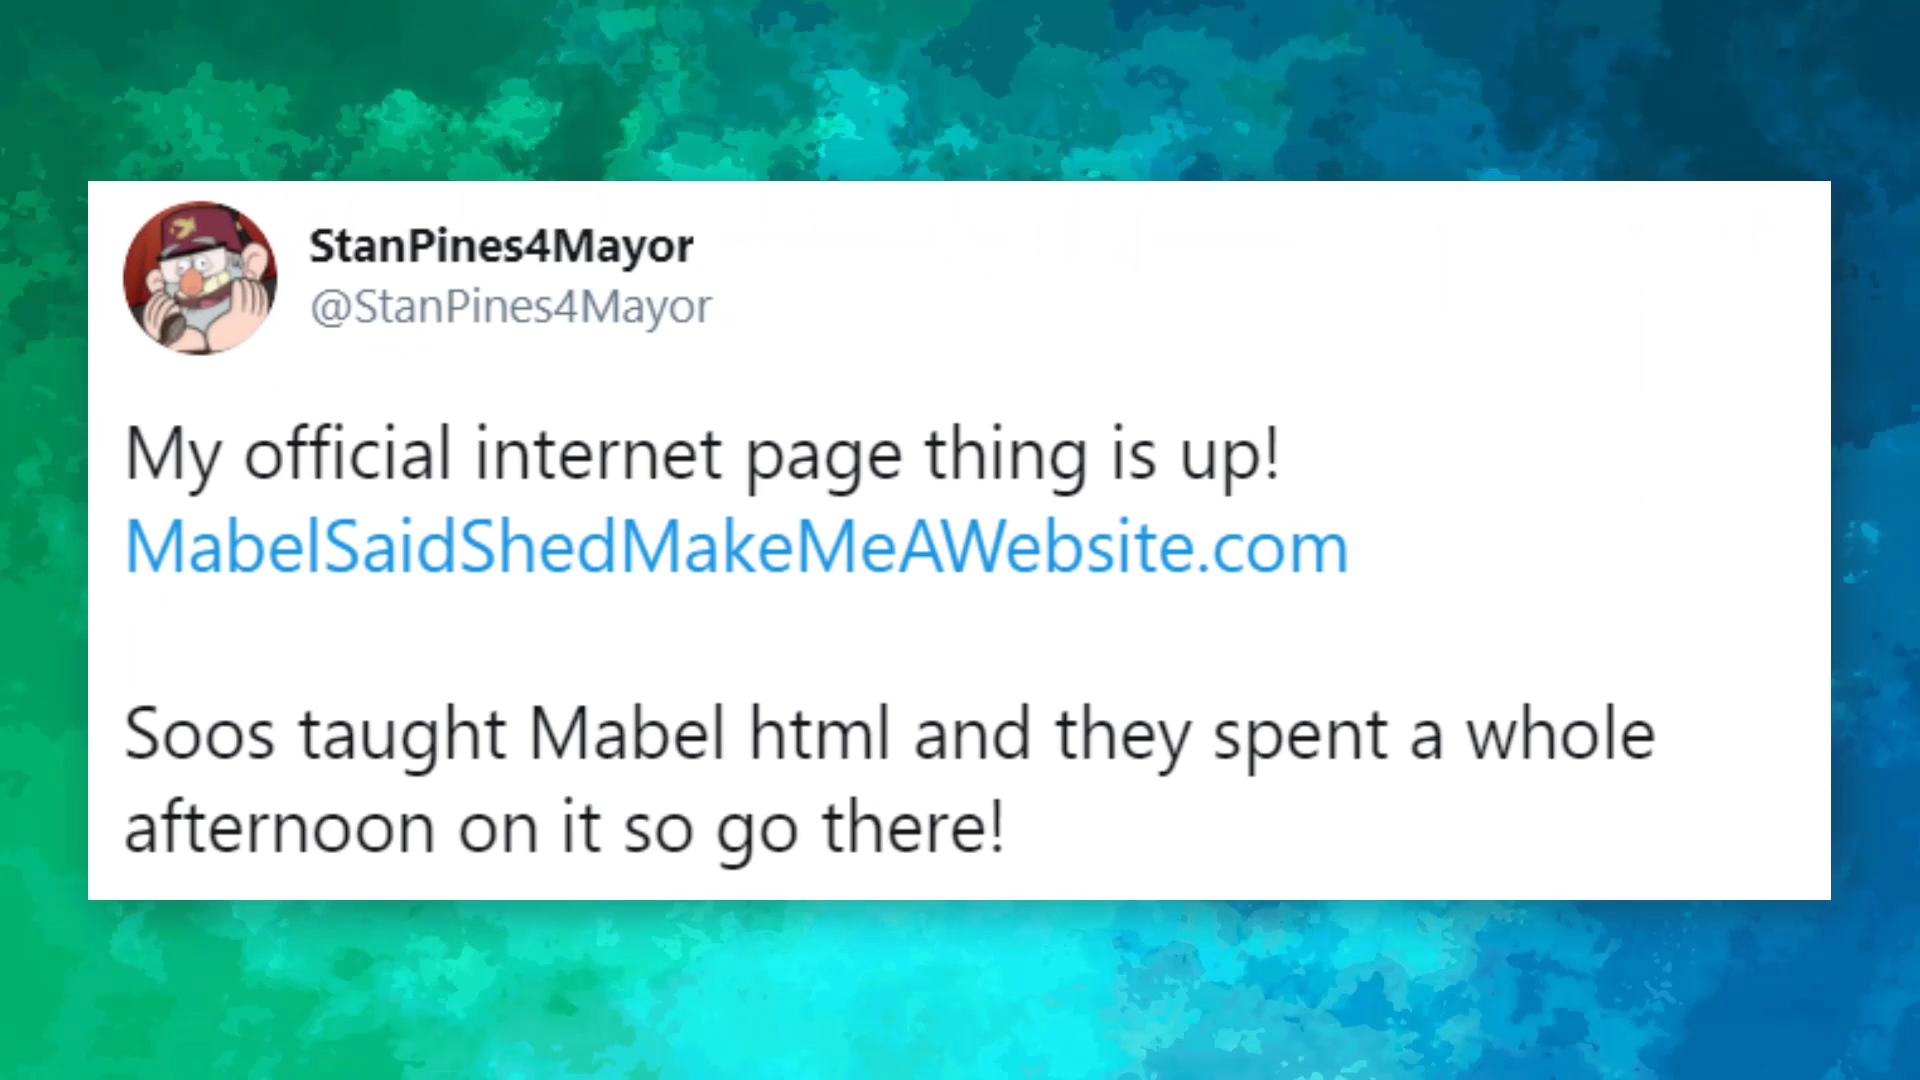 StanPines4Mayor
@StanPines4Mayor
My official internet page thing is up!
MabelSaidShedMakeMeAWebsite.com
Soos taught Mabel html and they spent a whole
afternoon on it so go there!